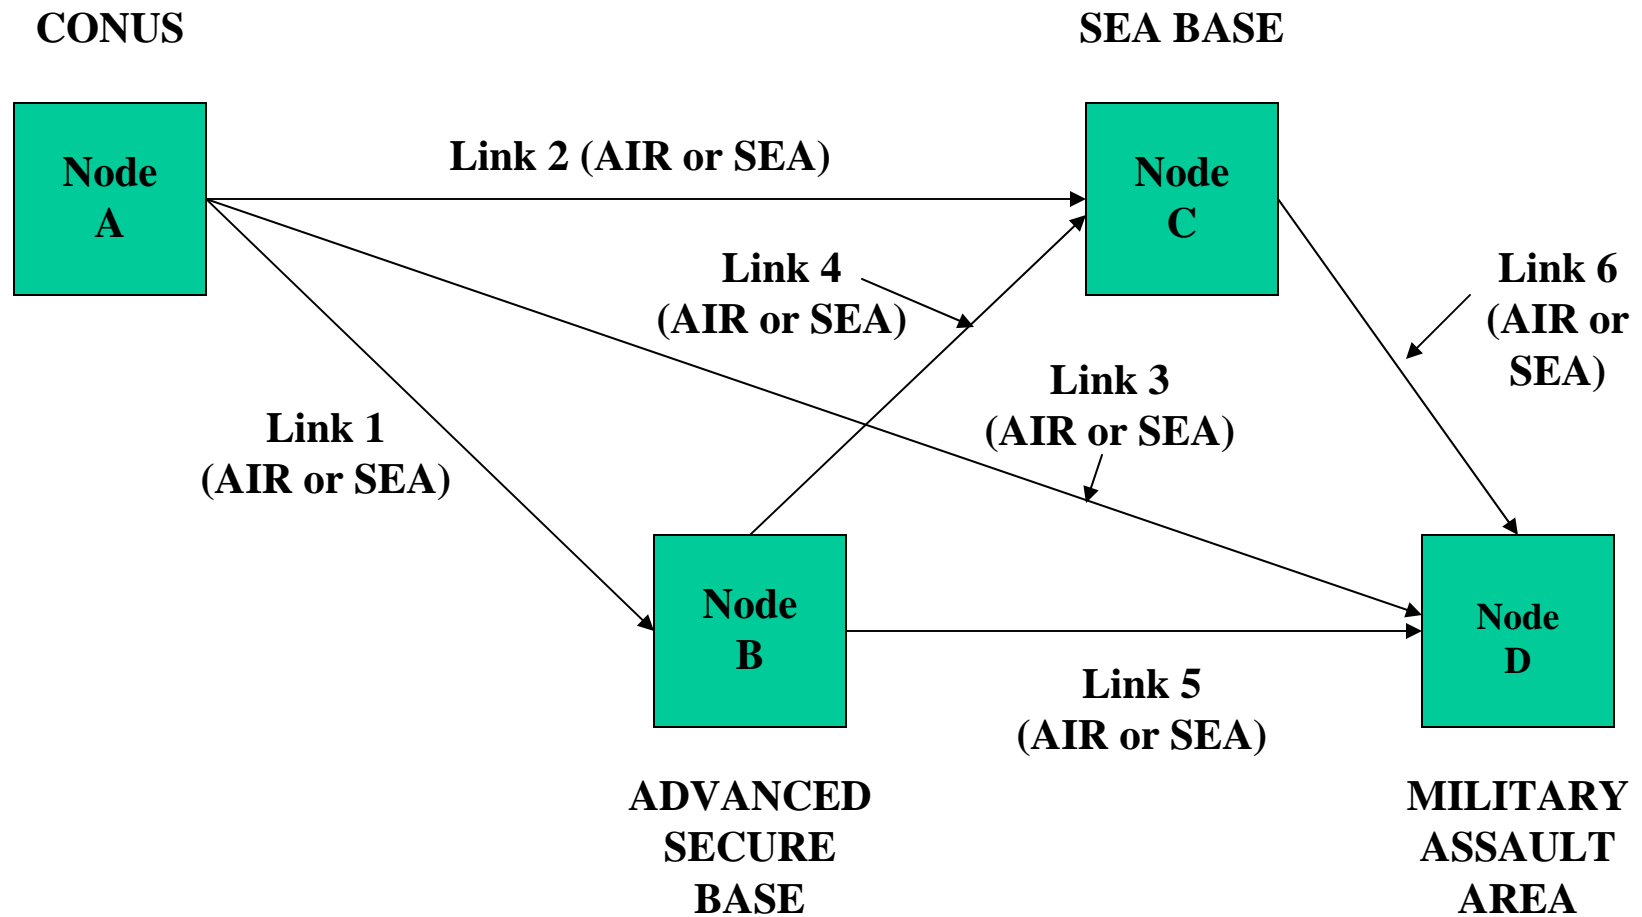 CONUS
SEA BASE
Node
A
Link 2 (AIR or SEA)
Node
C
Link 4
(AIR or SEA)
Link 6
(AIR or
SEA)
Link 3
(AIR or SEA)
Link 1
(AIR or SEA)
Node
B
Node
D
Link 5
(AIR or SEA)
ADVANCED
SECURE
BASE
MILITARY
ASSAULT
AREA